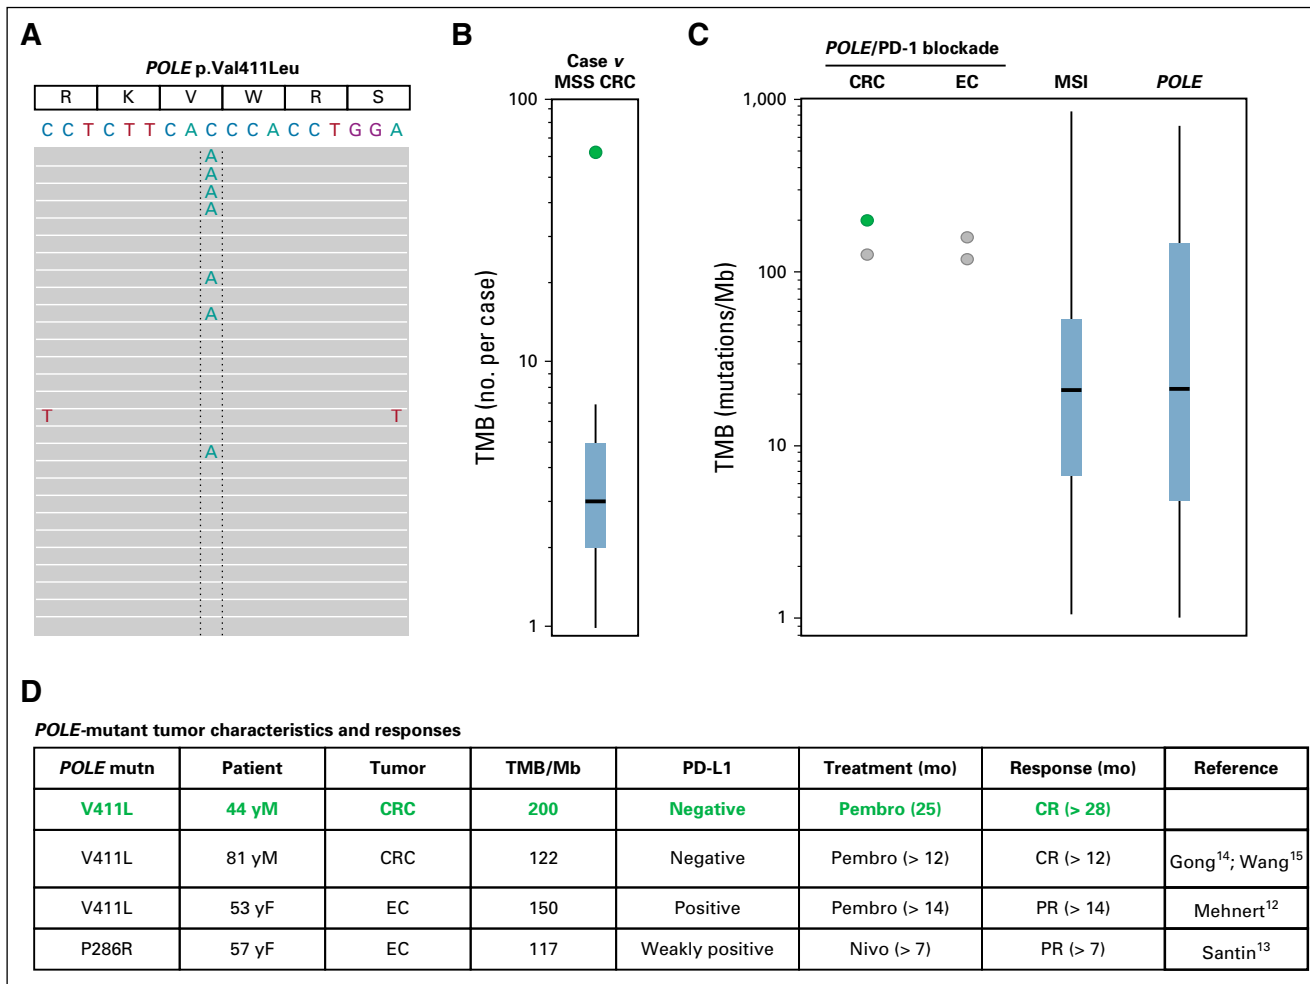 A
POLE p.Val411Leu
R K V W R S
C C T C T T C A C C C A C C T G G A
A
A
A
A
A
A
T T
A
B
Case v
MSS CRC
TMB (no. per case)
100
10
1
C
POLE/PD-1 blockade
CRC EC MSI POLE
TMB (mutations/Mb)
1,000
100
10
1
D
POLE-mutant tumor characteristics and responses
POLE mutn Patient Tumor TMB/Mb PD-L1 Treatment (mo) Response (mo) Reference
V411L 44 yM CRC 200 Negative Pembro (25) CR (> 28)
V411L 81 yM CRC 122 Negative Pembro (> 12) CR (> 12) Gong14; Wang15
V411L 53 yF EC 150 Positive Pembro (> 14) PR (> 14) Mehnert12
P286R 57 yF EC 117 Weakly positive Nivo (> 7) PR (> 7) Santin13